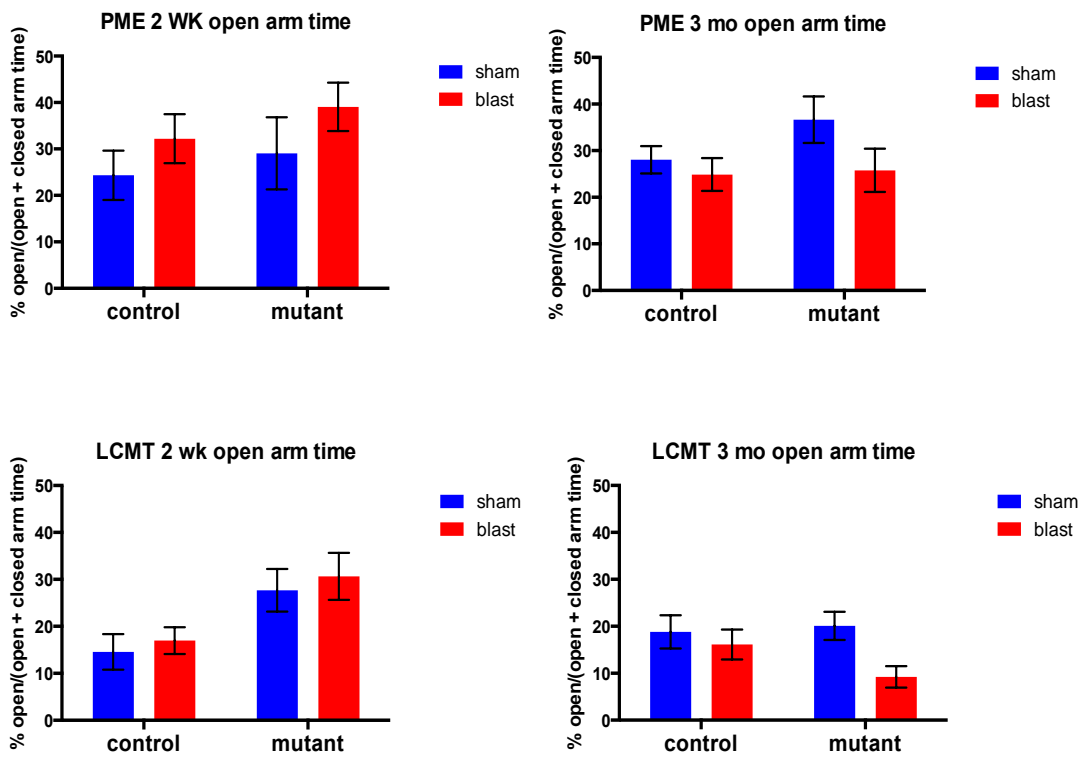 PME 2 WK open arm time
% open/(open + closed arm time)
50
40
30
20
10
0
control
mutant
sham
blast
PME 3 mo open arm time
% open/(open + closed arm time)
50
40
30
20
10
0
control
mutant
sham
blast
LCMT 2 wk open arm time
% open/(open + closed arm time)
50
40
30
20
10
0
control
mutant
sham
blast
LCMT 3 mo open arm time
% open/(open + closed arm time)
50
40
30
20
10
0
control
mutant
sham
blast